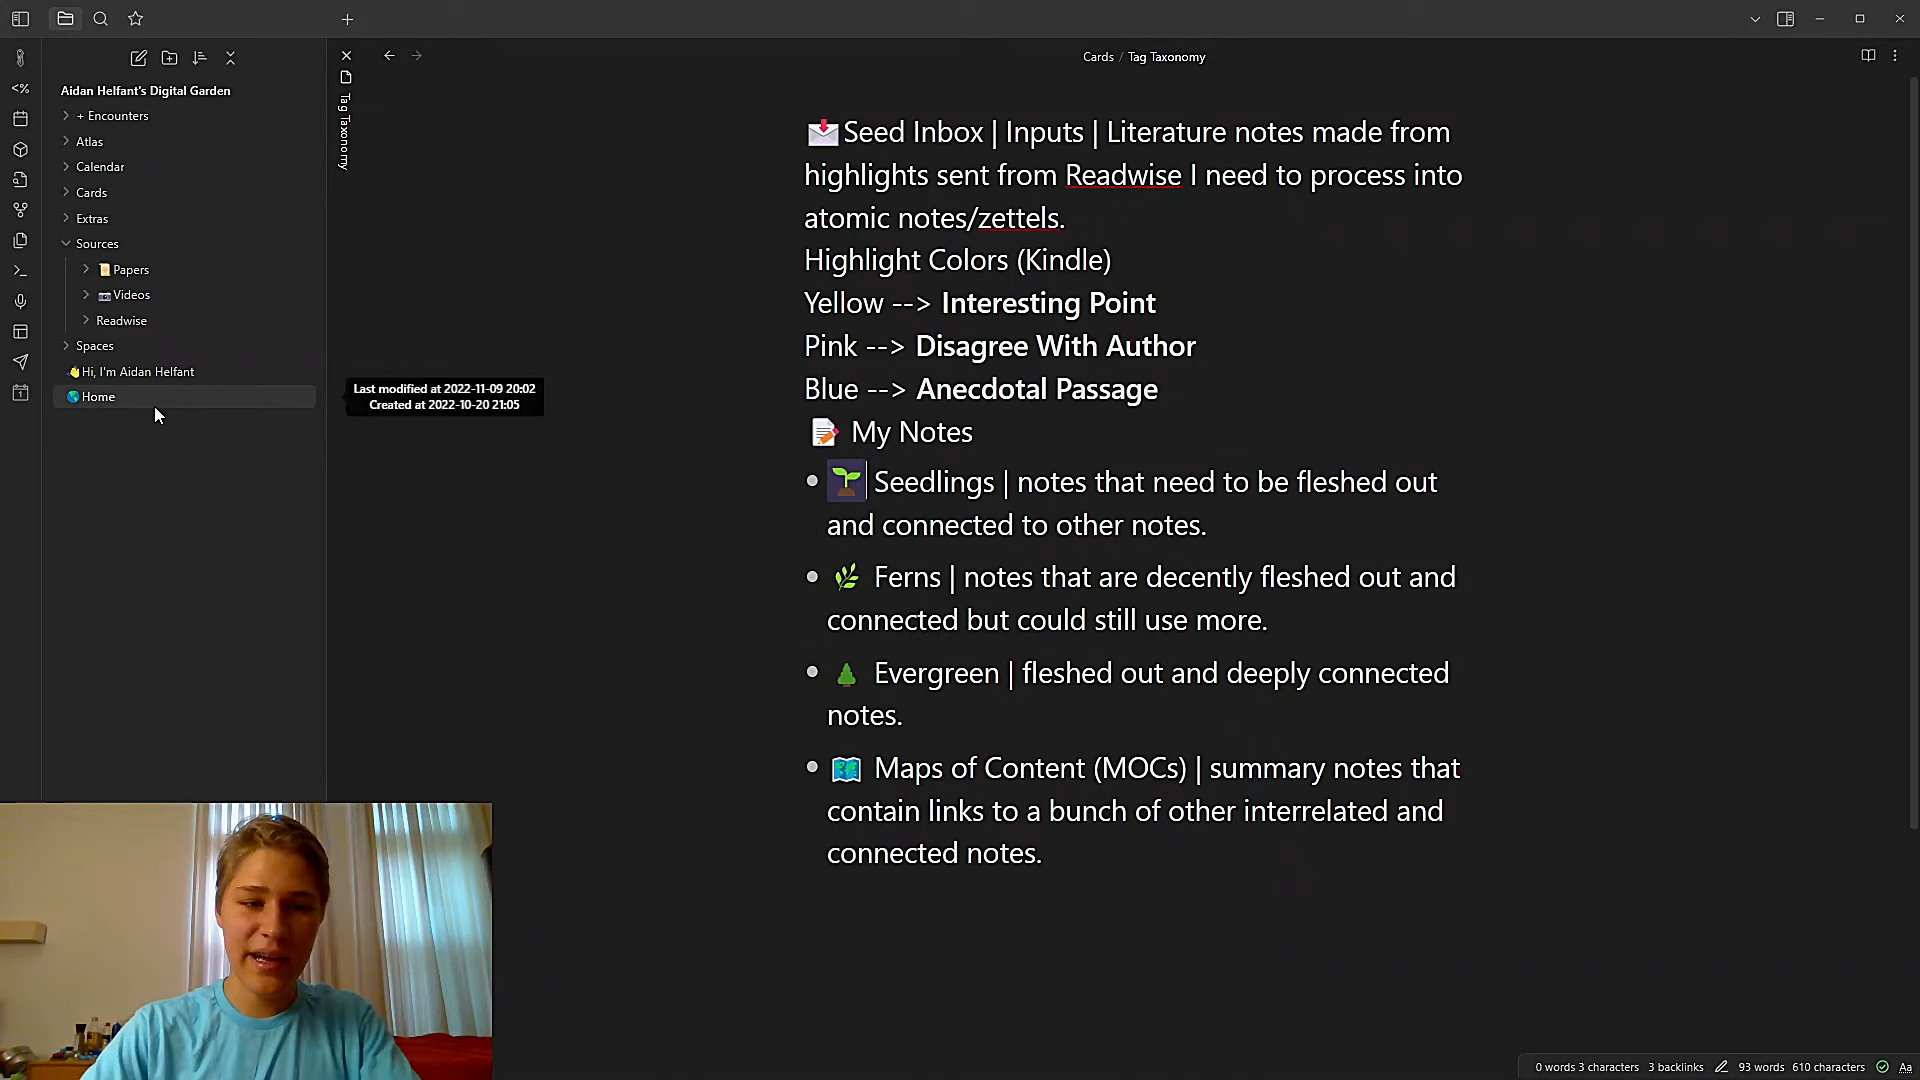 Cards / Tag Taxonomy
Aidan Helfant's Digital Garden
+ Encounters
Atlas
Calendar
Cards
Extras
Sources
📜Papers
📷Videos
Readwise
Spaces
👋Hi, I'm Aidan Helfant
🌎Home
Last modified at 2022-11-09 20:02
Created at 2022-10-20 21:05
Tag Taxonomy
📩Seed Inbox | Inputs | Literature notes made from
highlights sent from Readwise I need to process into
atomic notes/zettels.
Highlight Colors (Kindle)
Yellow --> Interesting Point
Pink --> Disagree With Author
Blue --> Anecdotal Passage
📝 My Notes
• 🌱 Seedlings | notes that need to be fleshed out
and connected to other notes.
• 🌿 Ferns | notes that are decently fleshed out and
connected but could still use more.
• 🌲 Evergreen | fleshed out and deeply connected
notes.
• 🗺️ Maps of Content (MOCs) | summary notes that
contain links to a bunch of other interrelated and
connected notes.
0 words 3 characters 3 backlinks 93 words 610 characters Aa